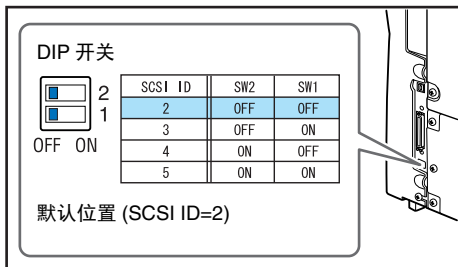 DIP 开关
2
1
OFF ON
SCSI ID SW2 SW1
2 OFF OFF
3 OFF ON
4 ON OFF
5 ON ON
默认位置 (SCSI ID=2)